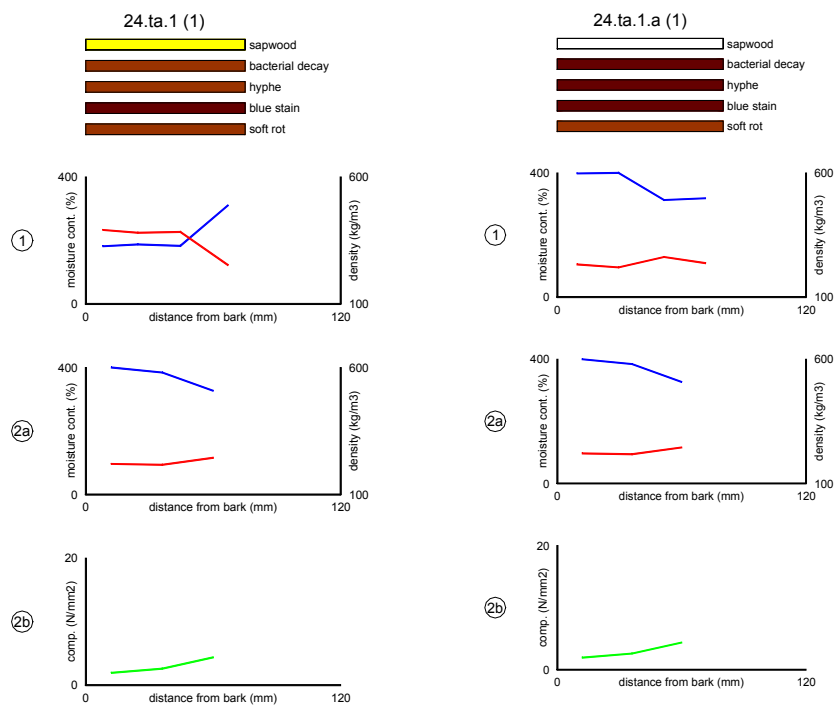 24.ta.1 (1)
sapwood
bacterial decay
hyphe
blue stain
soft rot
1
400
0
moisture cont. (%)
600
100
density (kg/m3)
0
distance from bark (mm)
120
2a
400
0
moisture cont. (%)
600
100
density (kg/m3)
0
distance from bark (mm)
120
2b
20
0
comp. (N/mm2)
0
distance from bark (mm)
120
24.ta.1.a (1)
sapwood
bacterial decay
hyphe
blue stain
soft rot
1
400
0
moisture cont. (%)
600
100
density (kg/m3)
0
distance from bark (mm)
120
2a
400
0
moisture cont. (%)
600
100
density (kg/m3)
0
distance from bark (mm)
120
2b
20
0
comp. (N/mm2)
0
distance from bark (mm)
120